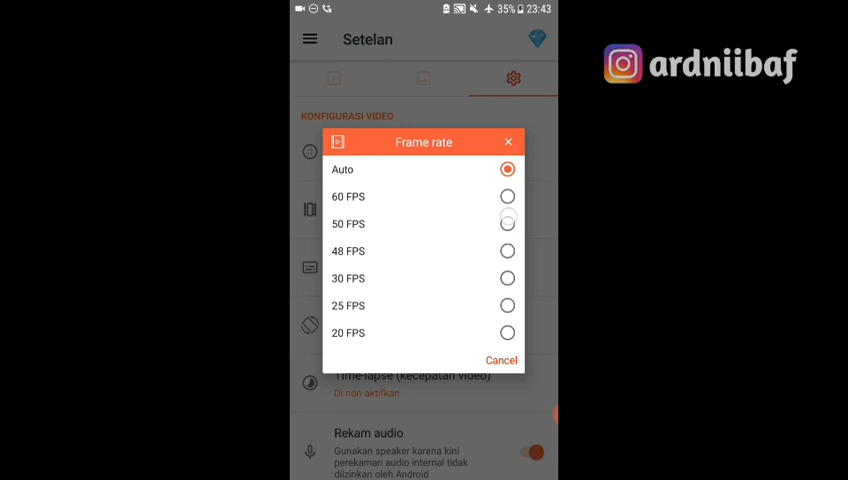 35% 23:43
Setelan
ardniibaf
KONFIGURASI VIDEO
Frame rate
Auto
60 FPS
50 FPS
48 FPS
30 FPS
25 FPS
20 FPS
Cancel
Time-lapse (kecepatan video)
Di non-aktifkan
Rekam audio
Gunakan speaker karena kini
perekaman audio internal tidak
diizinkan oleh Android